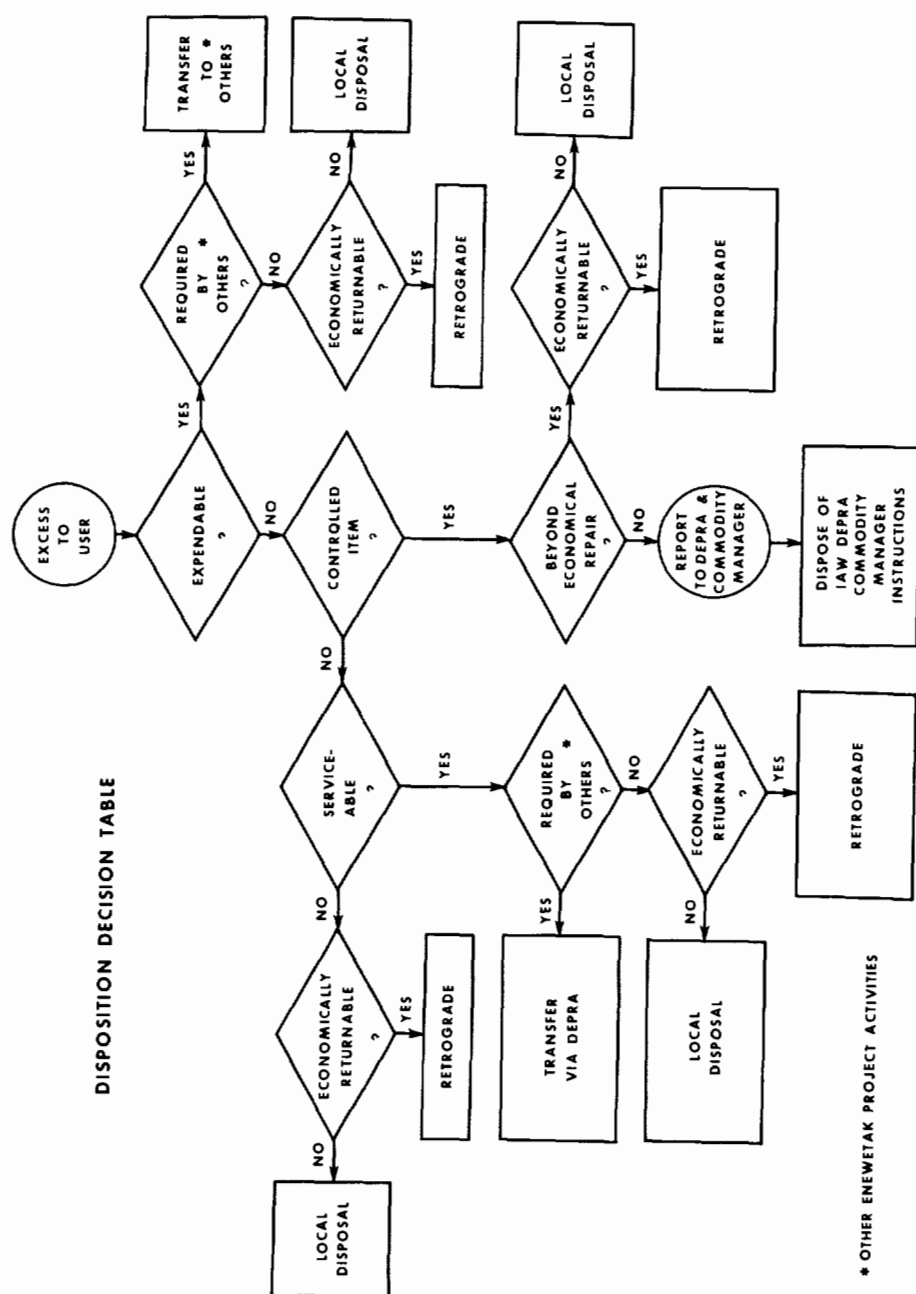 DISPOSITION DECISION TABLE
EXCESS
TO
USER
EXPENDABLE
?
YES
REQUIRED
BY *
OTHERS
?
YES
TRANSFER
TO *
OTHERS
NO
NO
LOCAL
DISPOSAL
NO
ECONOMICALLY
RETURNABLE
?
NO
SERVICE-
ABLE
?
NO
CONTROLLED
ITEM
?
ECONOMICALLY
RETURNABLE
?
NO
LOCAL
DISPOSAL
YES
YES
YES
YES
RETROGRADE
RETROGRADE
TRANSFER
VIA DEPRA
YES
REQUIRED
BY *
OTHERS
?
BEYOND
ECONOMICAL
REPAIR
?
YES
ECONOMICALLY
RETURNABLE
?
NO
LOCAL
DISPOSAL
NO
NO
YES
LOCAL
DISPOSAL
NO
ECONOMICALLY
RETURNABLE
?
REPORT
TO DEPRA &
COMMODITY
MANAGER
RETROGRADE
YES
RETROGRADE
DISPOSE OF
IAW DEPRA
COMMODITY
MANAGER
INSTRUCTIONS
* OTHER ENEWETAK PROJECT ACTIVITIES